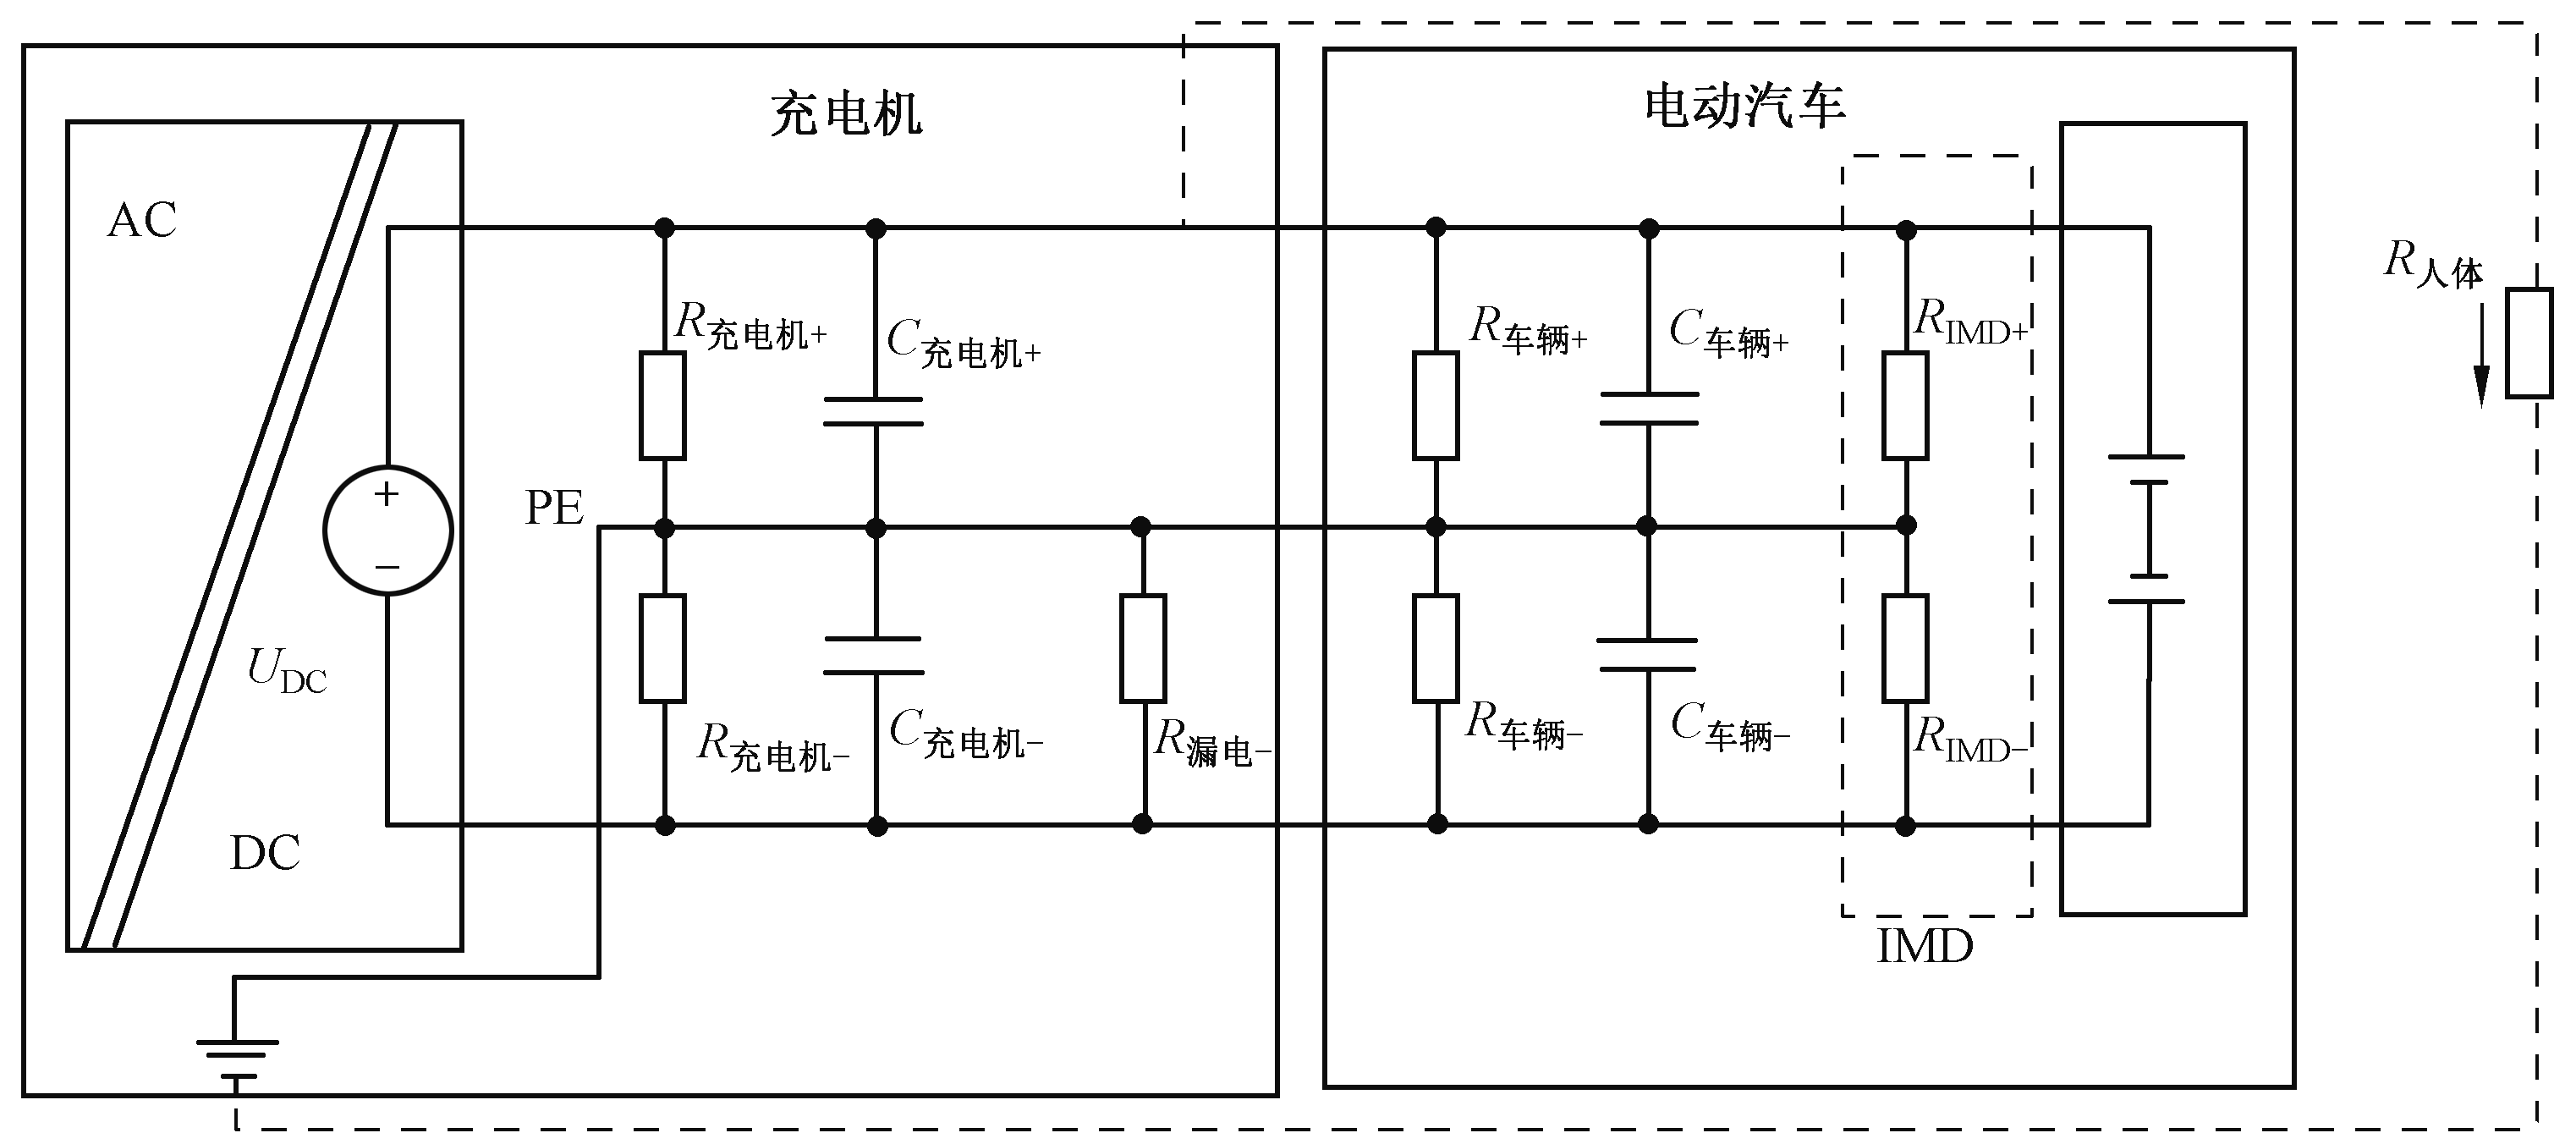 充电机
电动汽车
AC
R人体
R充电机+
C充电机+
R车辆+
C车辆+
RIMD+
+
PE
−
UDC
R充电机−
C充电机−
R漏电−
R车辆−
C车辆−
RIMD−
DC
IMD